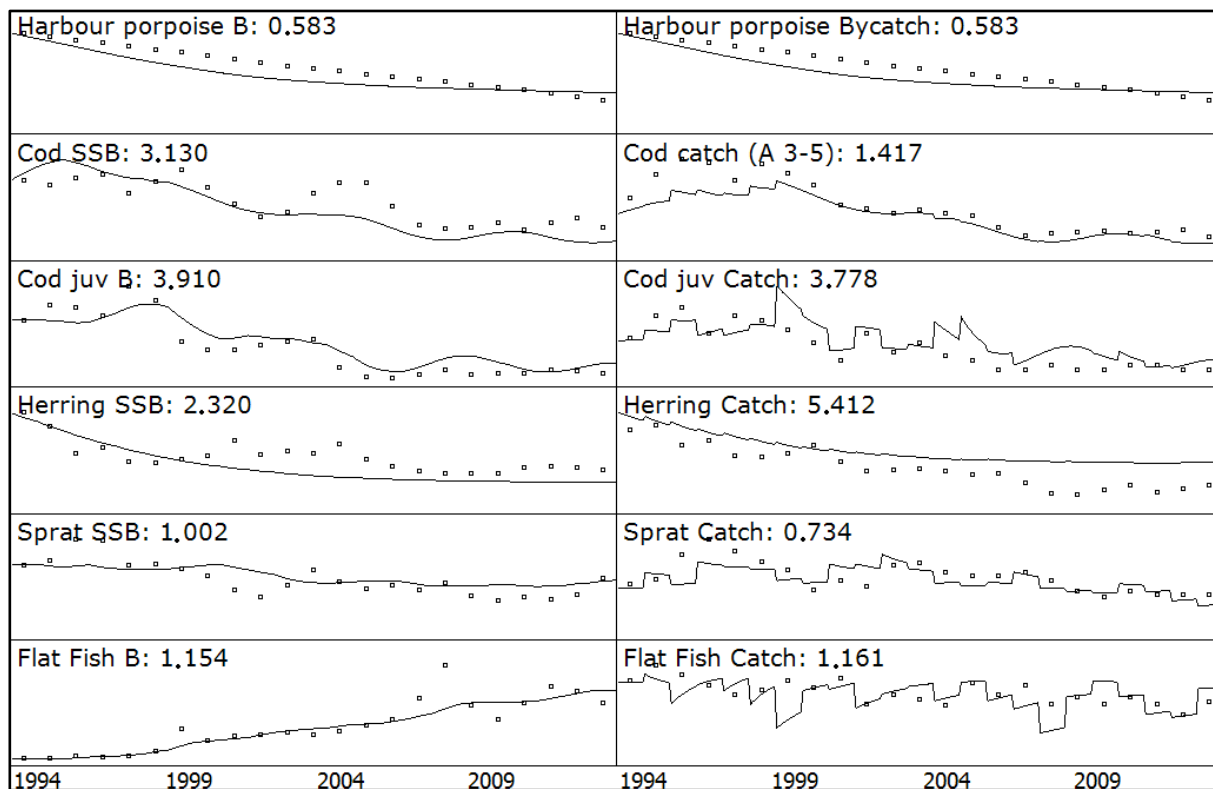 Harbour porpoise B: 0.583
Harbour porpoise Bycatch: 0.583
Cod SSB: 3.130
Cod catch (A 3-5): 1.417
Cod juv B: 3.910
Cod juv Catch: 3.778
Herring SSB: 2.320
Herring Catch: 5.412
Sprat SSB: 1.002
Sprat Catch: 0.734
Flat Fish B: 1.154
Flat Fish Catch: 1.161
1994 1999 2004 2009 1994 1999 2004 2009